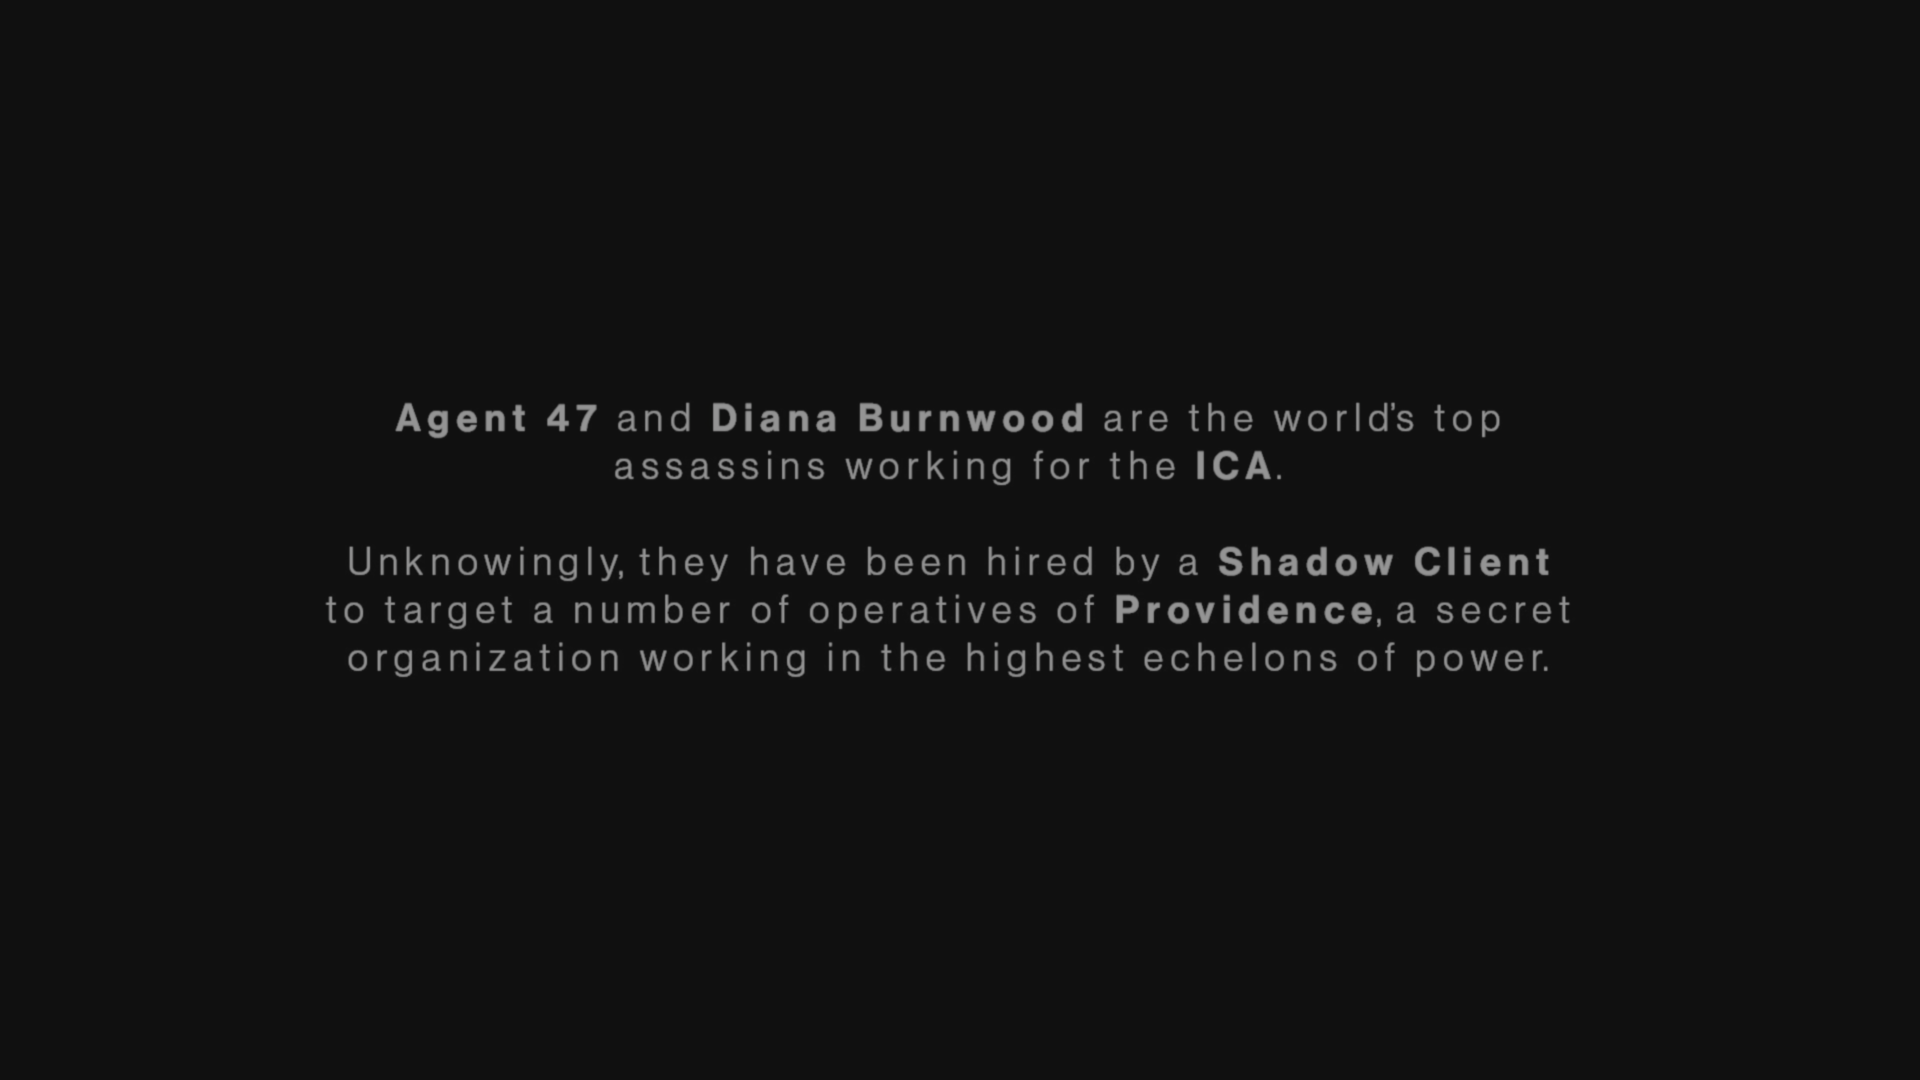 Agent 47 and Diana Burnwood are the world’s top
assassins working for the ICA.
Unknowingly, they have been hired by a Shadow Client
to target a number of operatives of Providence, a secret
organization working in the highest echelons of power.